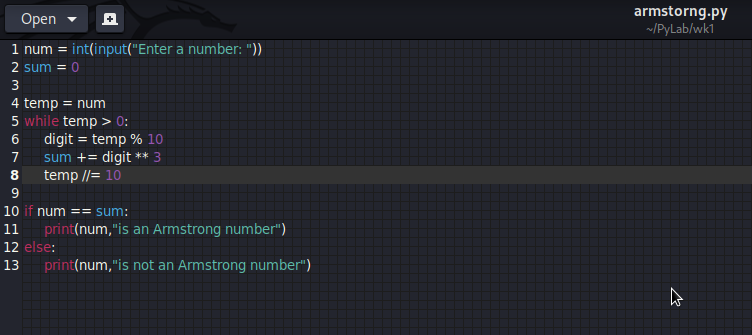 Open
armstorng.py
~/PyLab/wk1
1 num = int(input("Enter a number: "))
2 sum = 0
3
4 temp = num
5 while temp > 0:
6     digit = temp % 10
7     sum += digit ** 3
8     temp //= 10
9
10 if num == sum:
11     print(num,"is an Armstrong number")
12 else:
13     print(num,"is not an Armstrong number")